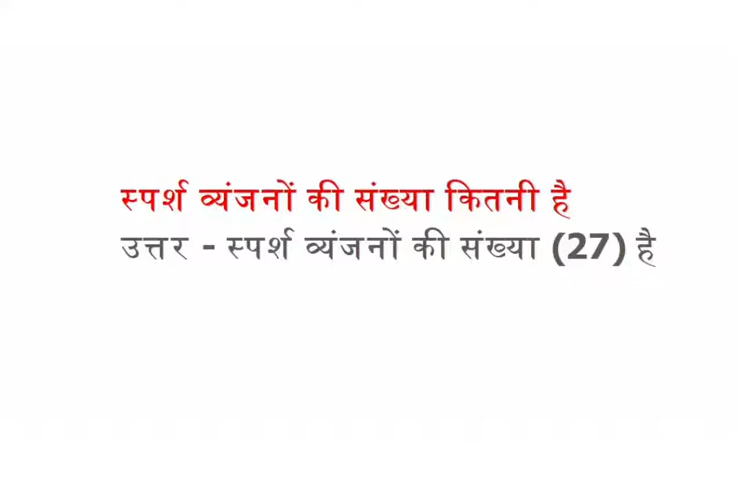 स्पर्श व्यंजनों की संख्या कितनी है
उत्तर - स्पर्श व्यंजनों की संख्या (27) है